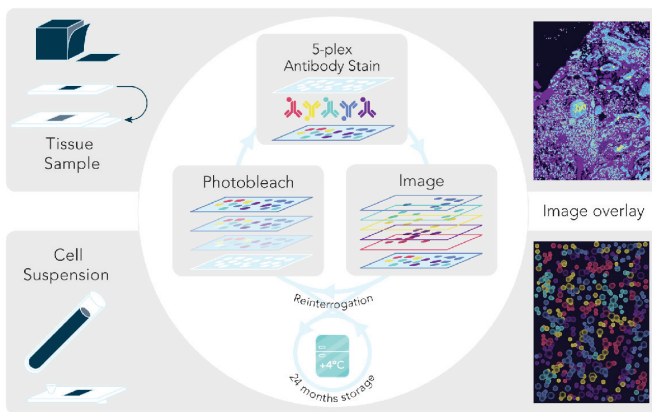 5-plex
Antibody Stain
Tissue
Sample
Photobleach
Image
Image overlay
Cell
Suspension
Reinterrogation
+4°C
24 months storage